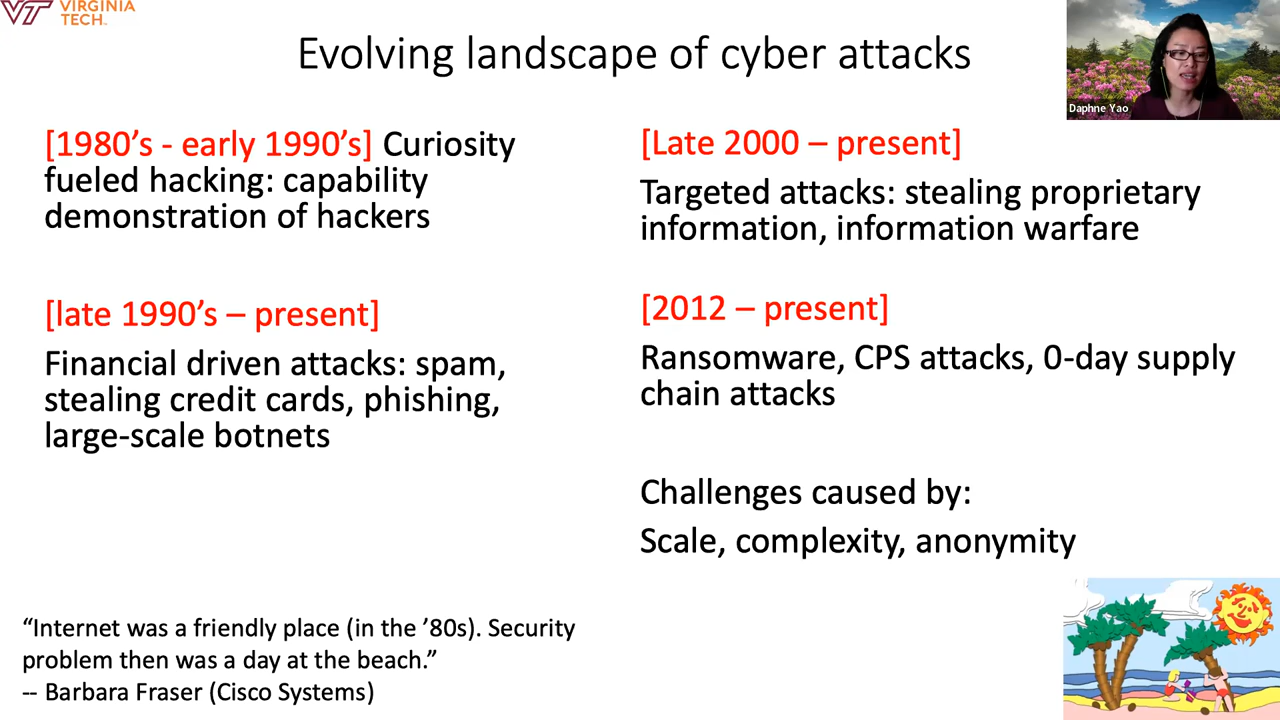 VIRGINIA
TECH
Evolving landscape of cyber attacks
Daphne Yao
[1980’s - early 1990’s] Curiosity
fueled hacking: capability
demonstration of hackers
[late 1990’s – present]
Financial driven attacks: spam,
stealing credit cards, phishing,
large-scale botnets
[Late 2000 – present]
Targeted attacks: stealing proprietary
information, information warfare
[2012 – present]
Ransomware, CPS attacks, 0-day supply
chain attacks
Challenges caused by:
Scale, complexity, anonymity
“Internet was a friendly place (in the ’80s). Security
problem then was a day at the beach.”
-- Barbara Fraser (Cisco Systems)